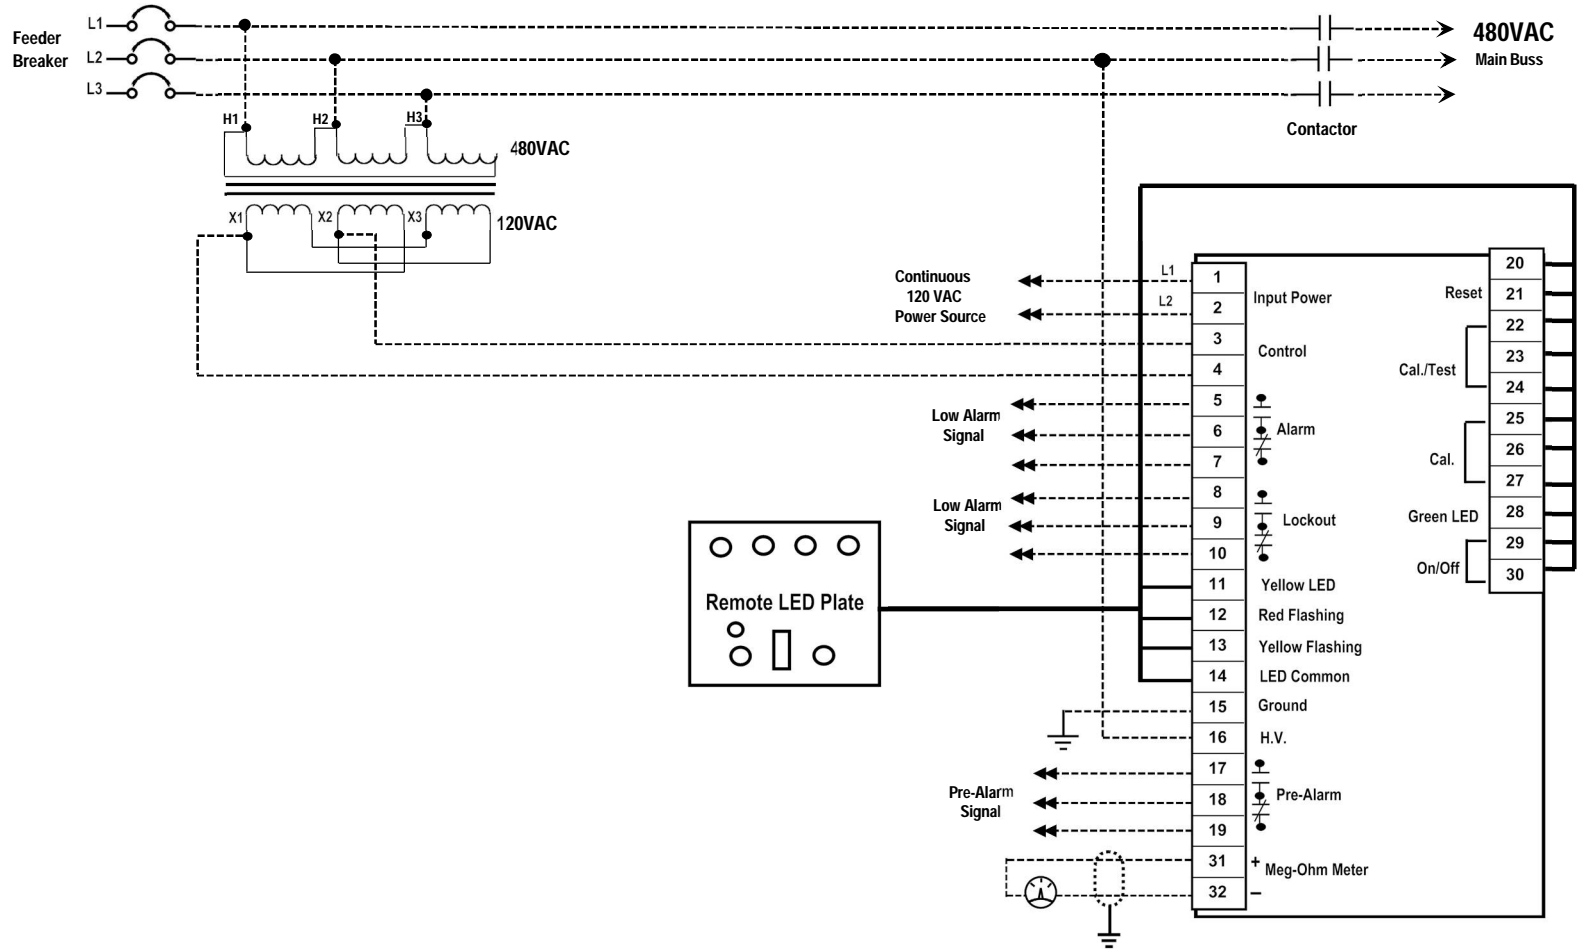 L1
Feeder
Breaker
L2
L3
480VAC
Main Buss
Contactor
H1
H2
H3
480VAC
X1
X2
X3
120VAC
Continuous
120 VAC
Power Source
L1
L2
1
2
Input Power
3
4
Control
Low Alarm
Signal
5
6
7
Alarm
Low Alarm
Signal
8
9
10
Lockout
Remote LED Plate
11 Yellow LED
12 Red Flashing
13 Yellow Flashing
14 LED Common
15 Ground
16 H.V.
Pre-Alarm
Signal
17
18
19
Pre-Alarm
31 +
Meg-Ohm Meter
32 –
20
Reset 21
22
23
Cal./Test
24
25
26
Cal.
27
Green LED 28
29
On/Off
30